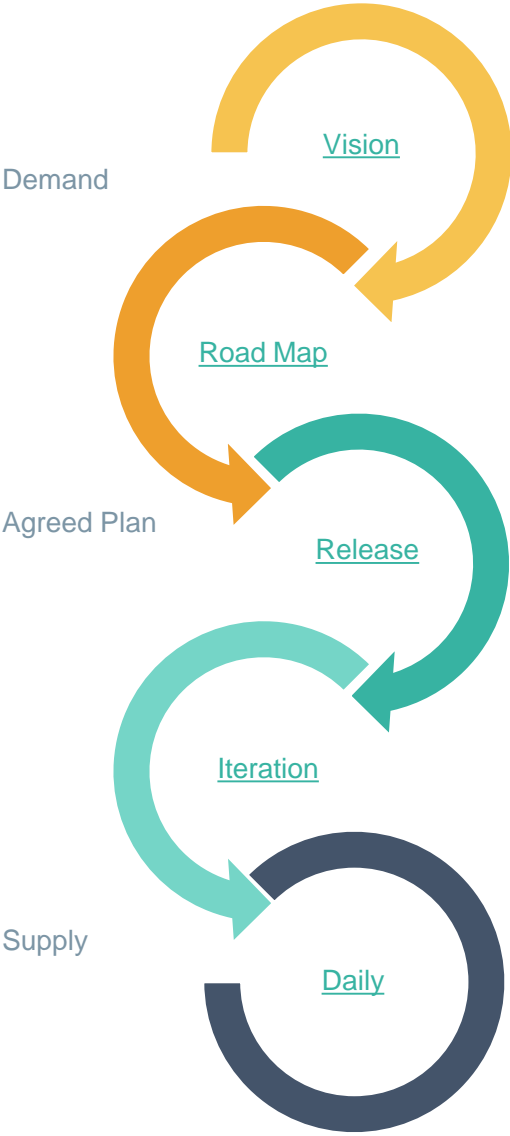 Vision
Demand
Road Map
Agreed Plan
Release
Iteration
Supply
Daily